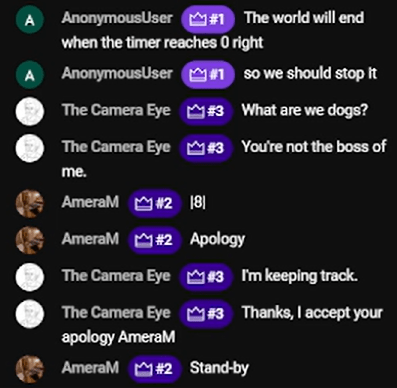 A AnonymousUser #1 The world will end
when the timer reaches 0 right
A AnonymousUser #1 so we should stop it
The Camera Eye #3 What are we dogs?
The Camera Eye #3 You're not the boss of
me.
AmeraM #2 |8|
AmeraM #2 Apology
The Camera Eye #3 I'm keeping track.
The Camera Eye #3 Thanks, I accept your
apology AmeraM
AmeraM #2 Stand-by